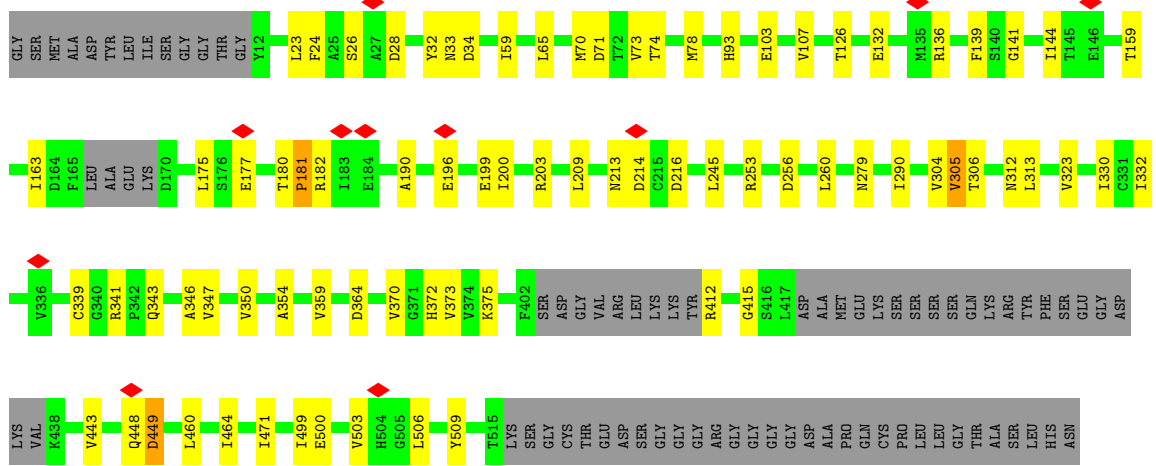 GLY SER MET ALA ASP TYR LEU ILE SER GLY GLY THR GLY Y12 L23 F24 A25 S26 A27 D28 Y32 N33 D34 I59 L65 M70 D71 T72 V73 T74 M78 H93 E103 V107 T126 E132 M135 R136 F139 S140 G141 I144 T145 E146 T159
I163 D164 F165 LEU ALA GLU LYS D170 L175 S176 E177 T180 P181 R182 I183 E184 A190 E196 E199 I200 R203 L209 N213 D214 C215 D216 L245 R253 D256 L260 N279 I290 V304 V305 T306 N312 L313 V323 I330 C331 I332
V336 C339 G340 R341 P342 Q343 A346 V347 V350 A354 V359 D364 V370 G371 H372 V373 V374 K375 F402 SER ASP GLY VAL ARG LEU LYS LYS TYR R412 G415 S416 L417 ASP ALA MET GLU LYS SER SER SER SER GLN LYS ARG TYR PHE SER GLU GLY ASP
LYS VAL K438 V443 Q448 D449 L460 I464 I471 I499 E500 V503 H504 G505 L506 Y509 T515 LYS SER GLY CYS THR GLU ASP SER GLY GLY GLY ARG GLY GLY GLY GLY ASP ALA PRO GLN CYS PRO LEU LEU GLY THR ALA SER LEU HIS ASN